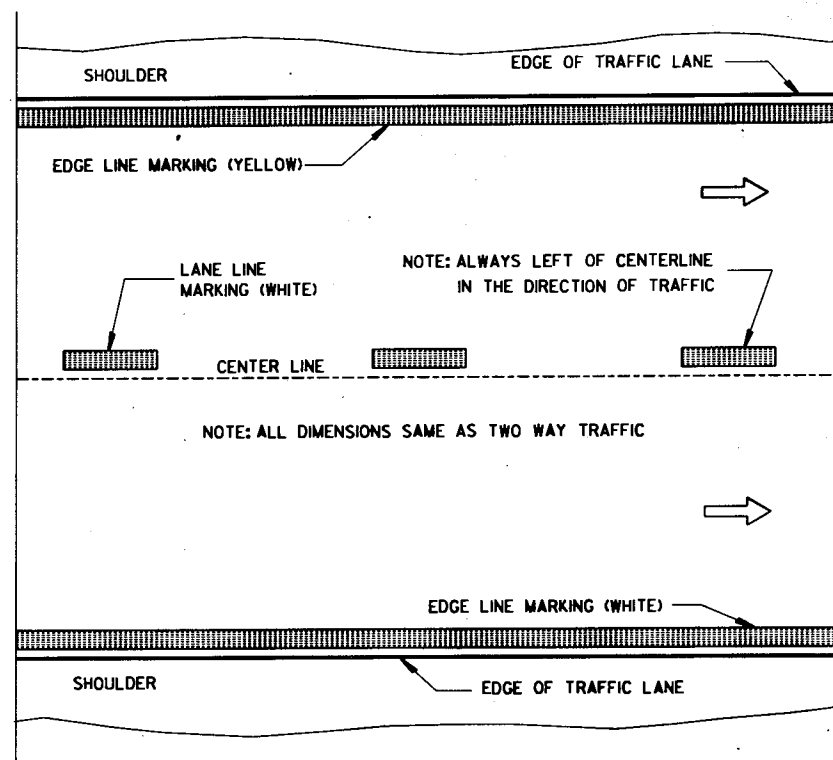 EDGE OF TRAFFIC LANE
SHOULDER
EDGE LINE MARKING (YELLOW)
LANE LINE
MARKING (WHITE)
NOTE: ALWAYS LEFT OF CENTERLINE
IN THE DIRECTION OF TRAFFIC
CENTER LINE
NOTE: ALL DIMENSIONS SAME AS TWO WAY TRAFFIC
EDGE LINE MARKING (WHITE)
SHOULDER
EDGE OF TRAFFIC LANE